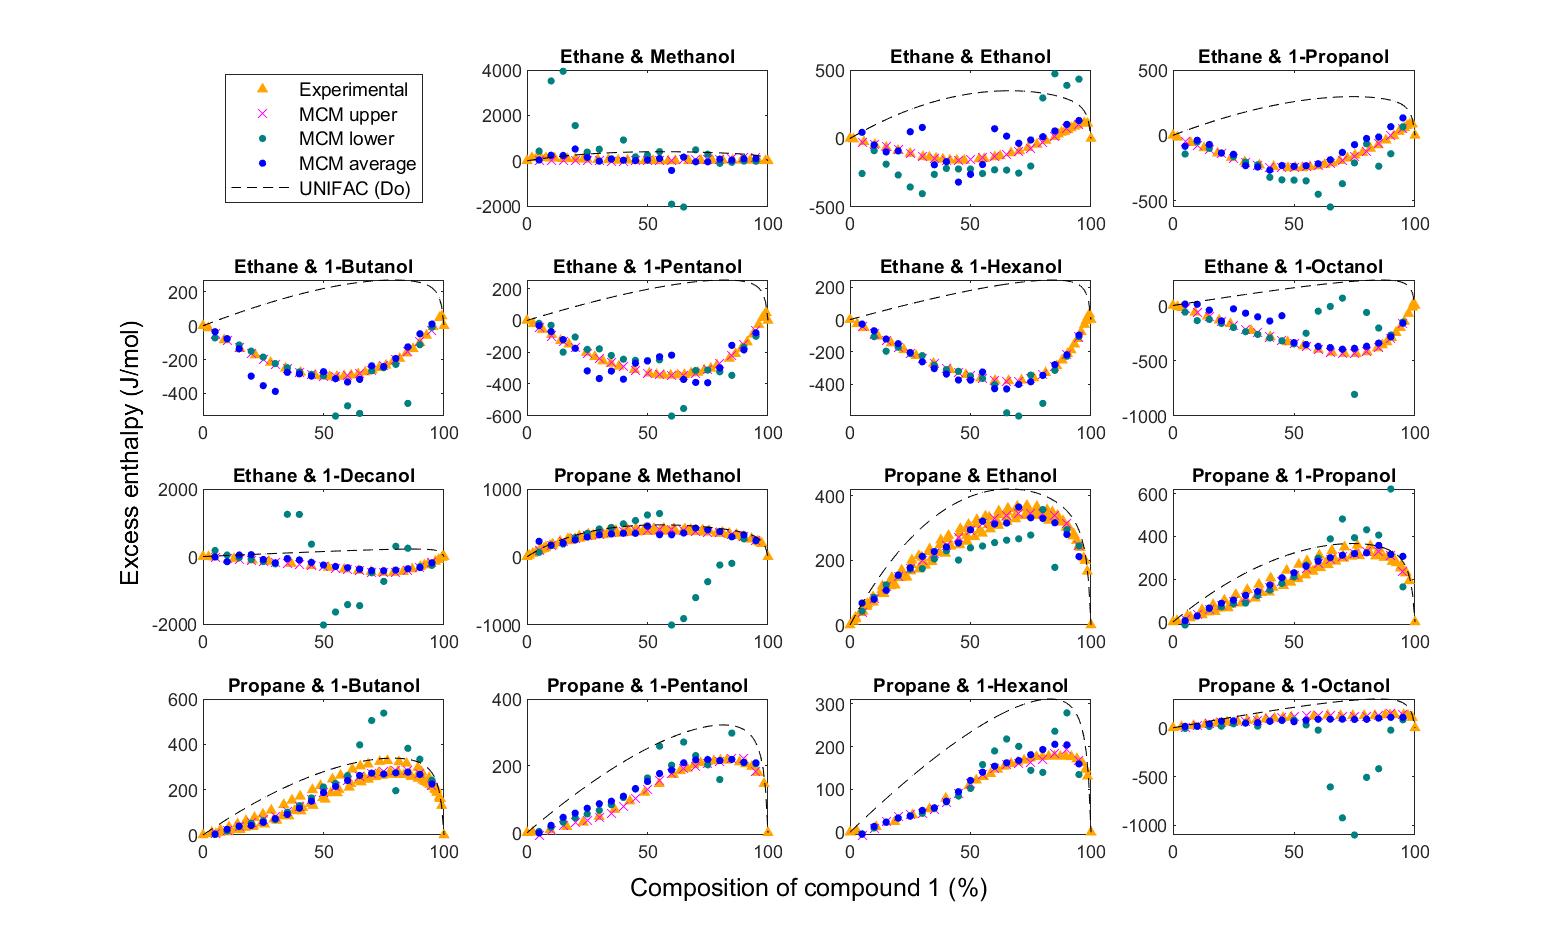 Experimental
MCM upper
MCM lower
MCM average
UNIFAC (Do)
Ethane & Methanol
4000
2000
0
-2000
0 50 100
Ethane & Ethanol
500
0
-500
0 50 100
Ethane & 1-Propanol
500
0
-500
0 50 100
Excess enthalpy (J/mol)
Ethane & 1-Butanol
200
0
-200
-400
0 50 100
Ethane & 1-Pentanol
200
0
-200
-400
-600
0 50 100
Ethane & 1-Hexanol
200
0
-200
-400
0 50 100
Ethane & 1-Octanol
0
-500
-1000
0 50 100
Ethane & 1-Decanol
2000
0
-2000
0 50 100
Propane & Methanol
1000
0
-1000
0 50 100
Propane & Ethanol
400
200
0
0 50 100
Propane & 1-Propanol
600
400
200
0
0 50 100
Propane & 1-Butanol
600
400
200
0
0 50 100
Propane & 1-Pentanol
400
200
0
0 50 100
Propane & 1-Hexanol
300
200
100
0
0 50 100
Propane & 1-Octanol
0
-500
-1000
0 50 100
Composition of compound 1 (%)